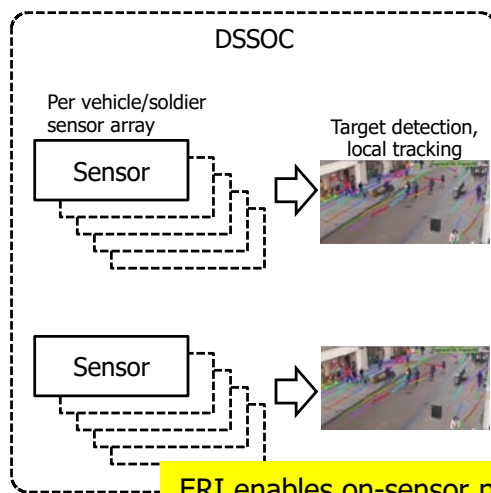 DSSOC
Per vehicle/soldier
sensor array
Target detection,
local tracking
Sensor
Sensor
ERI enables on-sensor p